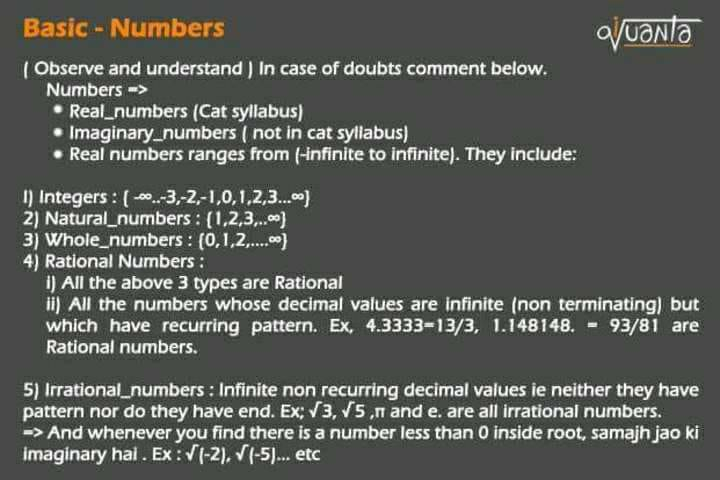 Basic - Numbers
qVuanta
( Observe and understand ) In case of doubts comment below.
Numbers =>
• Real_numbers (Cat syllabus)
• Imaginary_numbers ( not in cat syllabus)
• Real numbers ranges from (-infinite to infinite). They include:
1) Integers : { -∞..-3,-2,-1,0,1,2,3...∞}
2) Natural_numbers : {1,2,3,..∞}
3) Whole_numbers : {0,1,2,....∞}
4) Rational Numbers :
i) All the above 3 types are Rational
ii) All the numbers whose decimal values are infinite (non terminating) but
which have recurring pattern. Ex, 4.3333=13/3, 1.148148. = 93/81 are
Rational numbers.
5) Irrational_numbers : Infinite non recurring decimal values ie neither they have
pattern nor do they have end. Ex; √3, √5 ,π and e. are all irrational numbers.
=> And whenever you find there is a number less than 0 inside root, samajh jao ki
imaginary hai . Ex : √(-2), √(-5)... etc